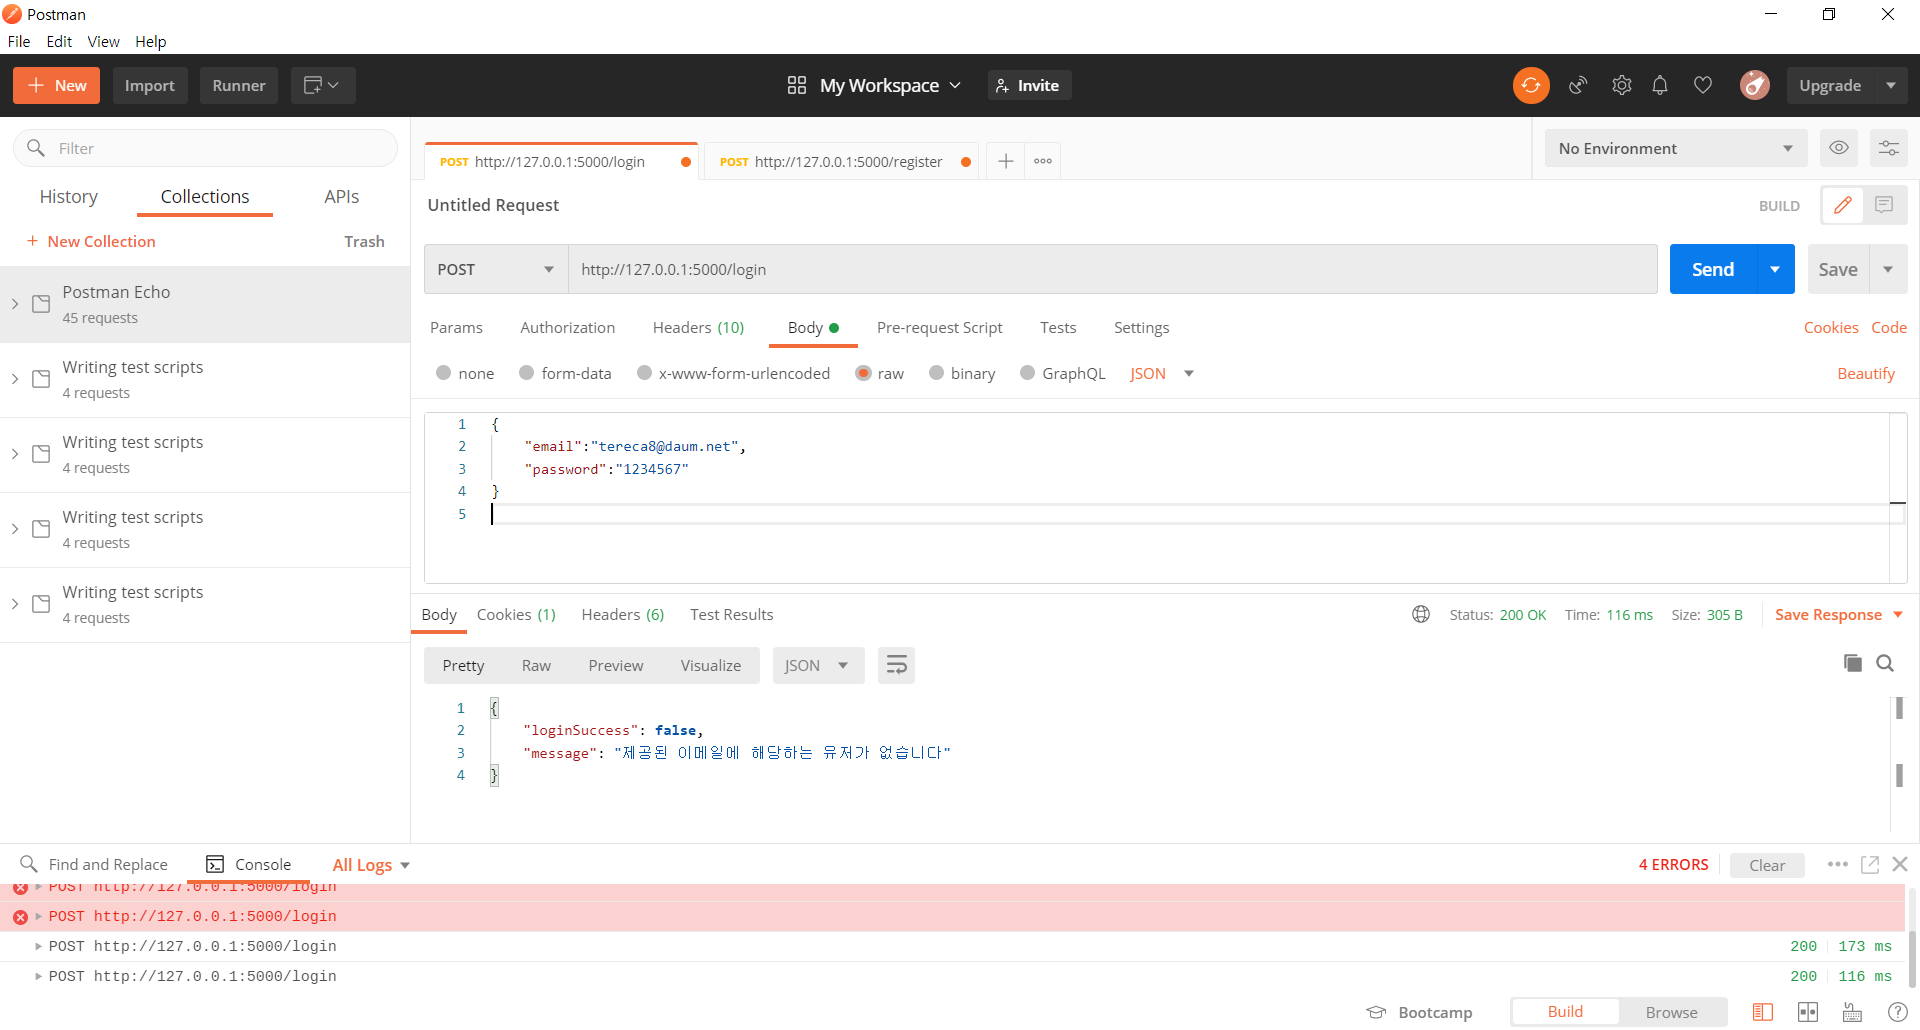 Postman
File Edit View Help
+ New Import Runner My Workspace Invite Upgrade
Filter
History Collections APIs
+ New Collection Trash
Postman Echo
45 requests
Writing test scripts
4 requests
Writing test scripts
4 requests
Writing test scripts
4 requests
Writing test scripts
4 requests
POST http://127.0.0.1:5000/login POST http://127.0.0.1:5000/register + ooo No Environment
Untitled Request BUILD
POST http://127.0.0.1:5000/login Send Save
Params Authorization Headers (10) Body Pre-request Script Tests Settings Cookies Code
none form-data x-www-form-urlencoded raw binary GraphQL JSON Beautify
1 {
2 "email":"tereca8@daum.net",
3 "password":"1234567"
4 }
5
Body Cookies (1) Headers (6) Test Results Status: 200 OK Time: 116 ms Size: 305 B Save Response
Pretty Raw Preview Visualize JSON
1 {
2 "loginSuccess": false,
3 "message": "제공된 이메일에 해당하는 유저가 없습니다"
4 }
Find and Replace Console All Logs 4 ERRORS Clear
POST http://127.0.0.1:5000/login
POST http://127.0.0.1:5000/login
POST http://127.0.0.1:5000/login 200 173 ms
POST http://127.0.0.1:5000/login 200 116 ms
Bootcamp Build Browse